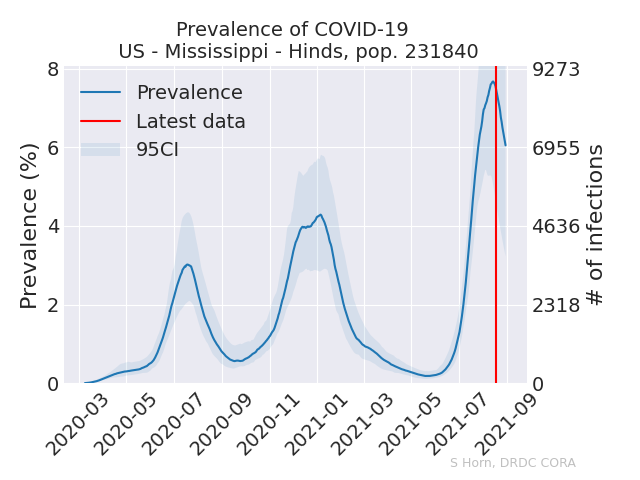 Prevalence of COVID-19
US - Mississippi - Hinds, pop. 231840
Prevalence
Latest data
95CI
Prevalence (%)
8
6
4
2
0
9273
6955
4636
2318
0
# of infections
2020-03
2020-05
2020-07
2020-09
2020-11
2021-01
2021-03
2021-05
2021-07
2021-09
S Horn, DRDC CORA